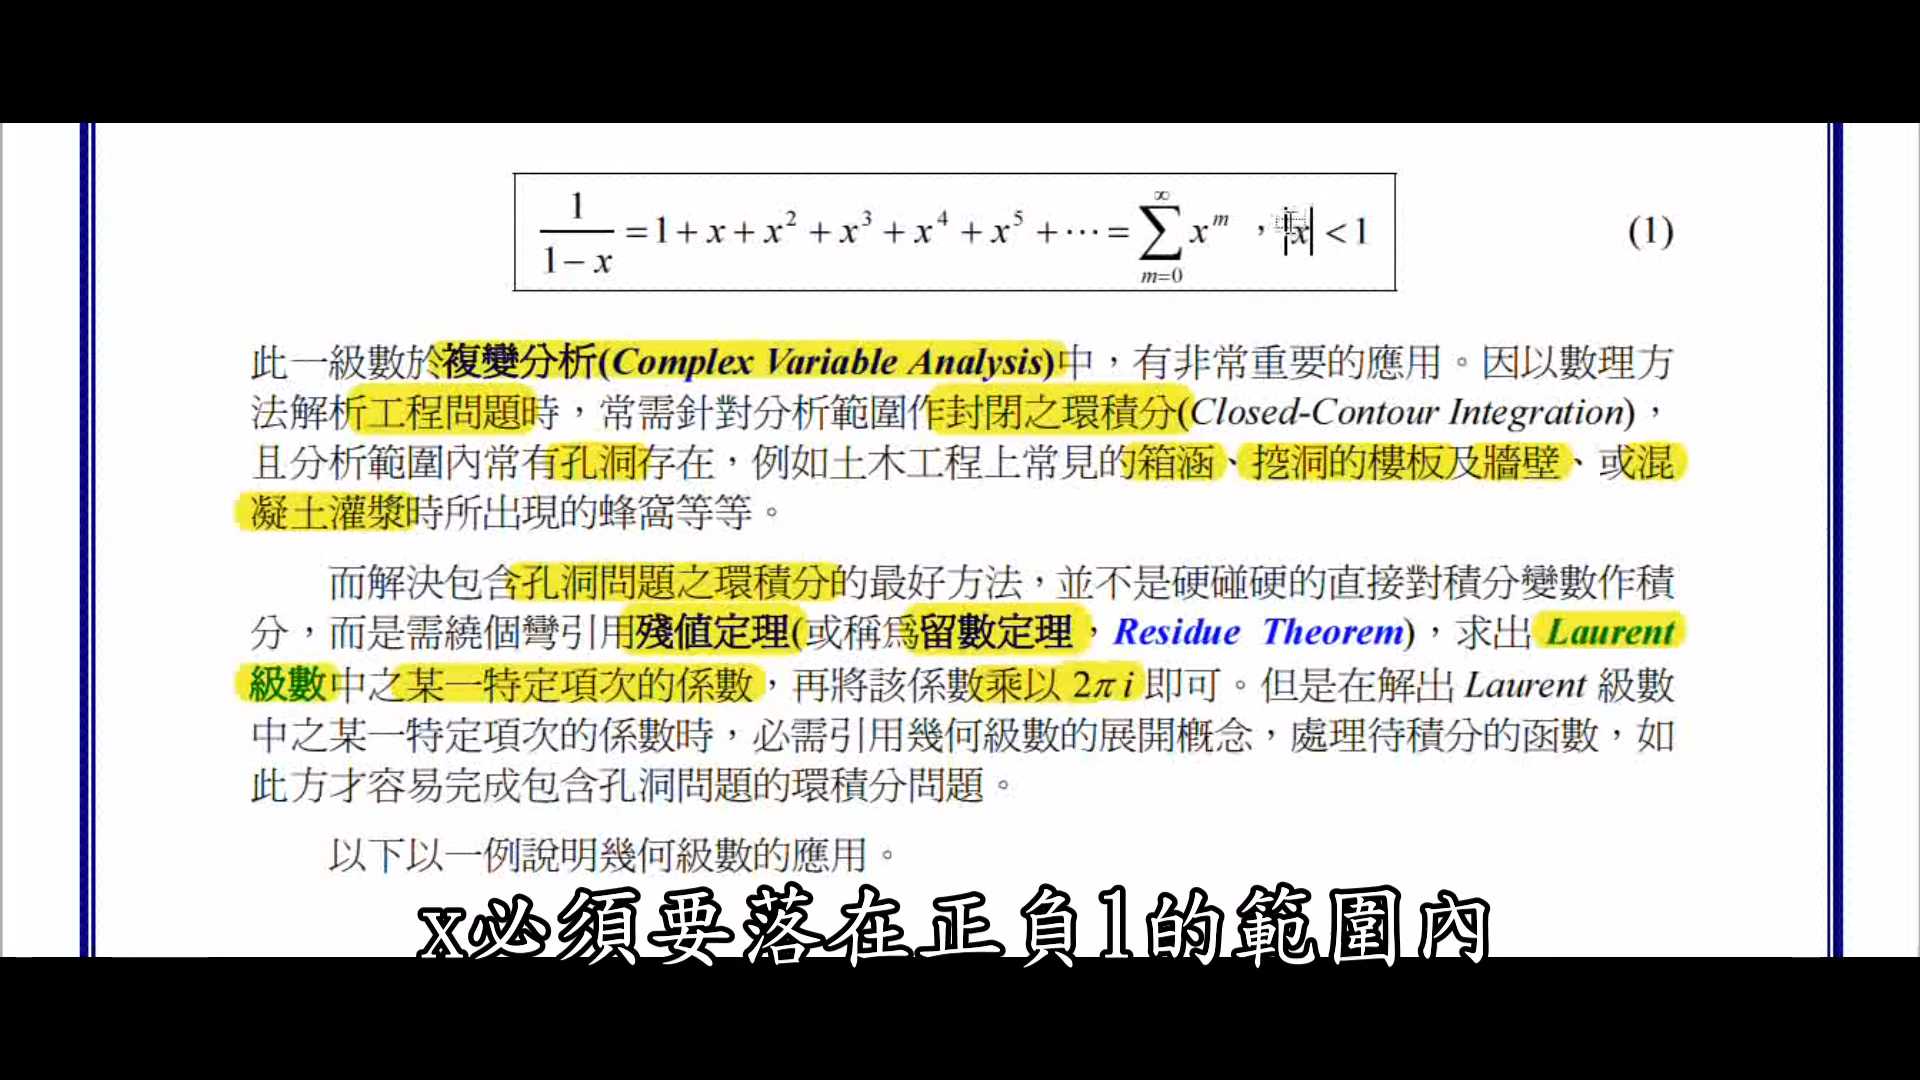 1/(1−x) = 1 + x + x² + x³ + x⁴ + x⁵ + ⋯ = ∑_{m=0}^{∞} x^m ，|x| < 1 (1)
此一級數於複變分析(Complex Variable Analysis)中，有非常重要的應用。因以數理方
法解析工程問題時，常需針對分析範圍作封閉之環積分(Closed-Contour Integration)，
且分析範圍內常有孔洞存在，例如土木工程上常見的箱涵、挖洞的樓板及牆壁、或混
凝土灌漿時所出現的蜂窩等等。
而解決包含孔洞問題之環積分的最好方法，並不是硬碰硬的直接對積分變數作積
分，而是需繞個彎引用殘值定理(或稱為留數定理，Residue Theorem)，求出 Laurent
級數中之某一特定項次的係數，再將該係數乘以 2πi 即可。但是在解出 Laurent 級數
中之某一特定項次的係數時，必需引用幾何級數的展開概念，處理待積分的函數，如
此方才容易完成包含孔洞問題的環積分問題。
以下以一例說明幾何級數的應用。
x必須要落在正負1的範圍內